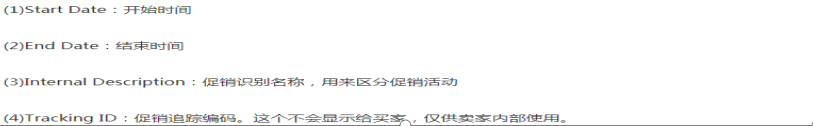 (1)Start Date：开始时间
(2)End Date：结束时间
(3)Internal Description：促销识别名称，用来区分促销活动
(4)Tracking ID：促销追踪编码。这个不会显示给买家，仅供卖家内部使用。